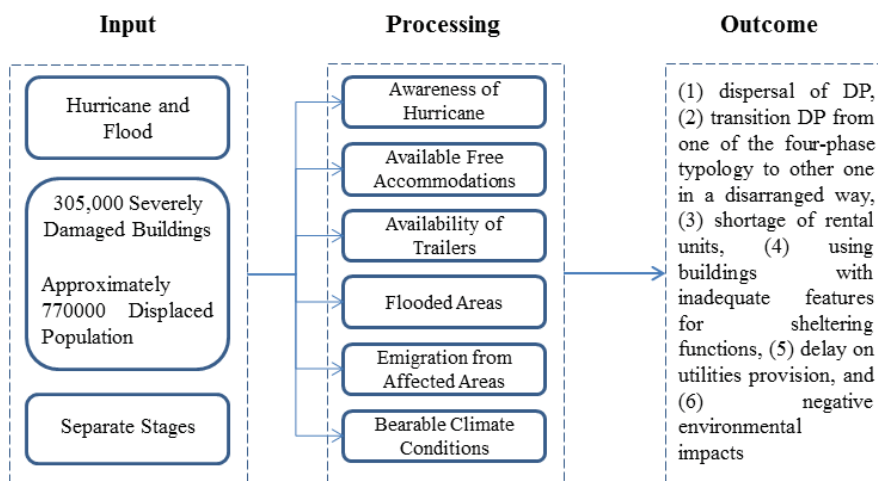 Input
Processing
Outcome
Hurricane and
Flood
305,000 Severely
Damaged Buildings
Approximately
770000 Displaced
Population
Separate Stages
Awareness of
Hurricane
Available Free
Accommodations
Availability of
Trailers
Flooded Areas
Emigration from
Affected Areas
Bearable Climate
Conditions
(1) dispersal of DP,
(2) transition DP from
one of the four-phase
typology to other one
in a disarranged way,
(3) shortage of rental
units, (4) using
buildings with
inadequate features
for sheltering
functions, (5) delay on
utilities provision, and
(6) negative
environmental
impacts